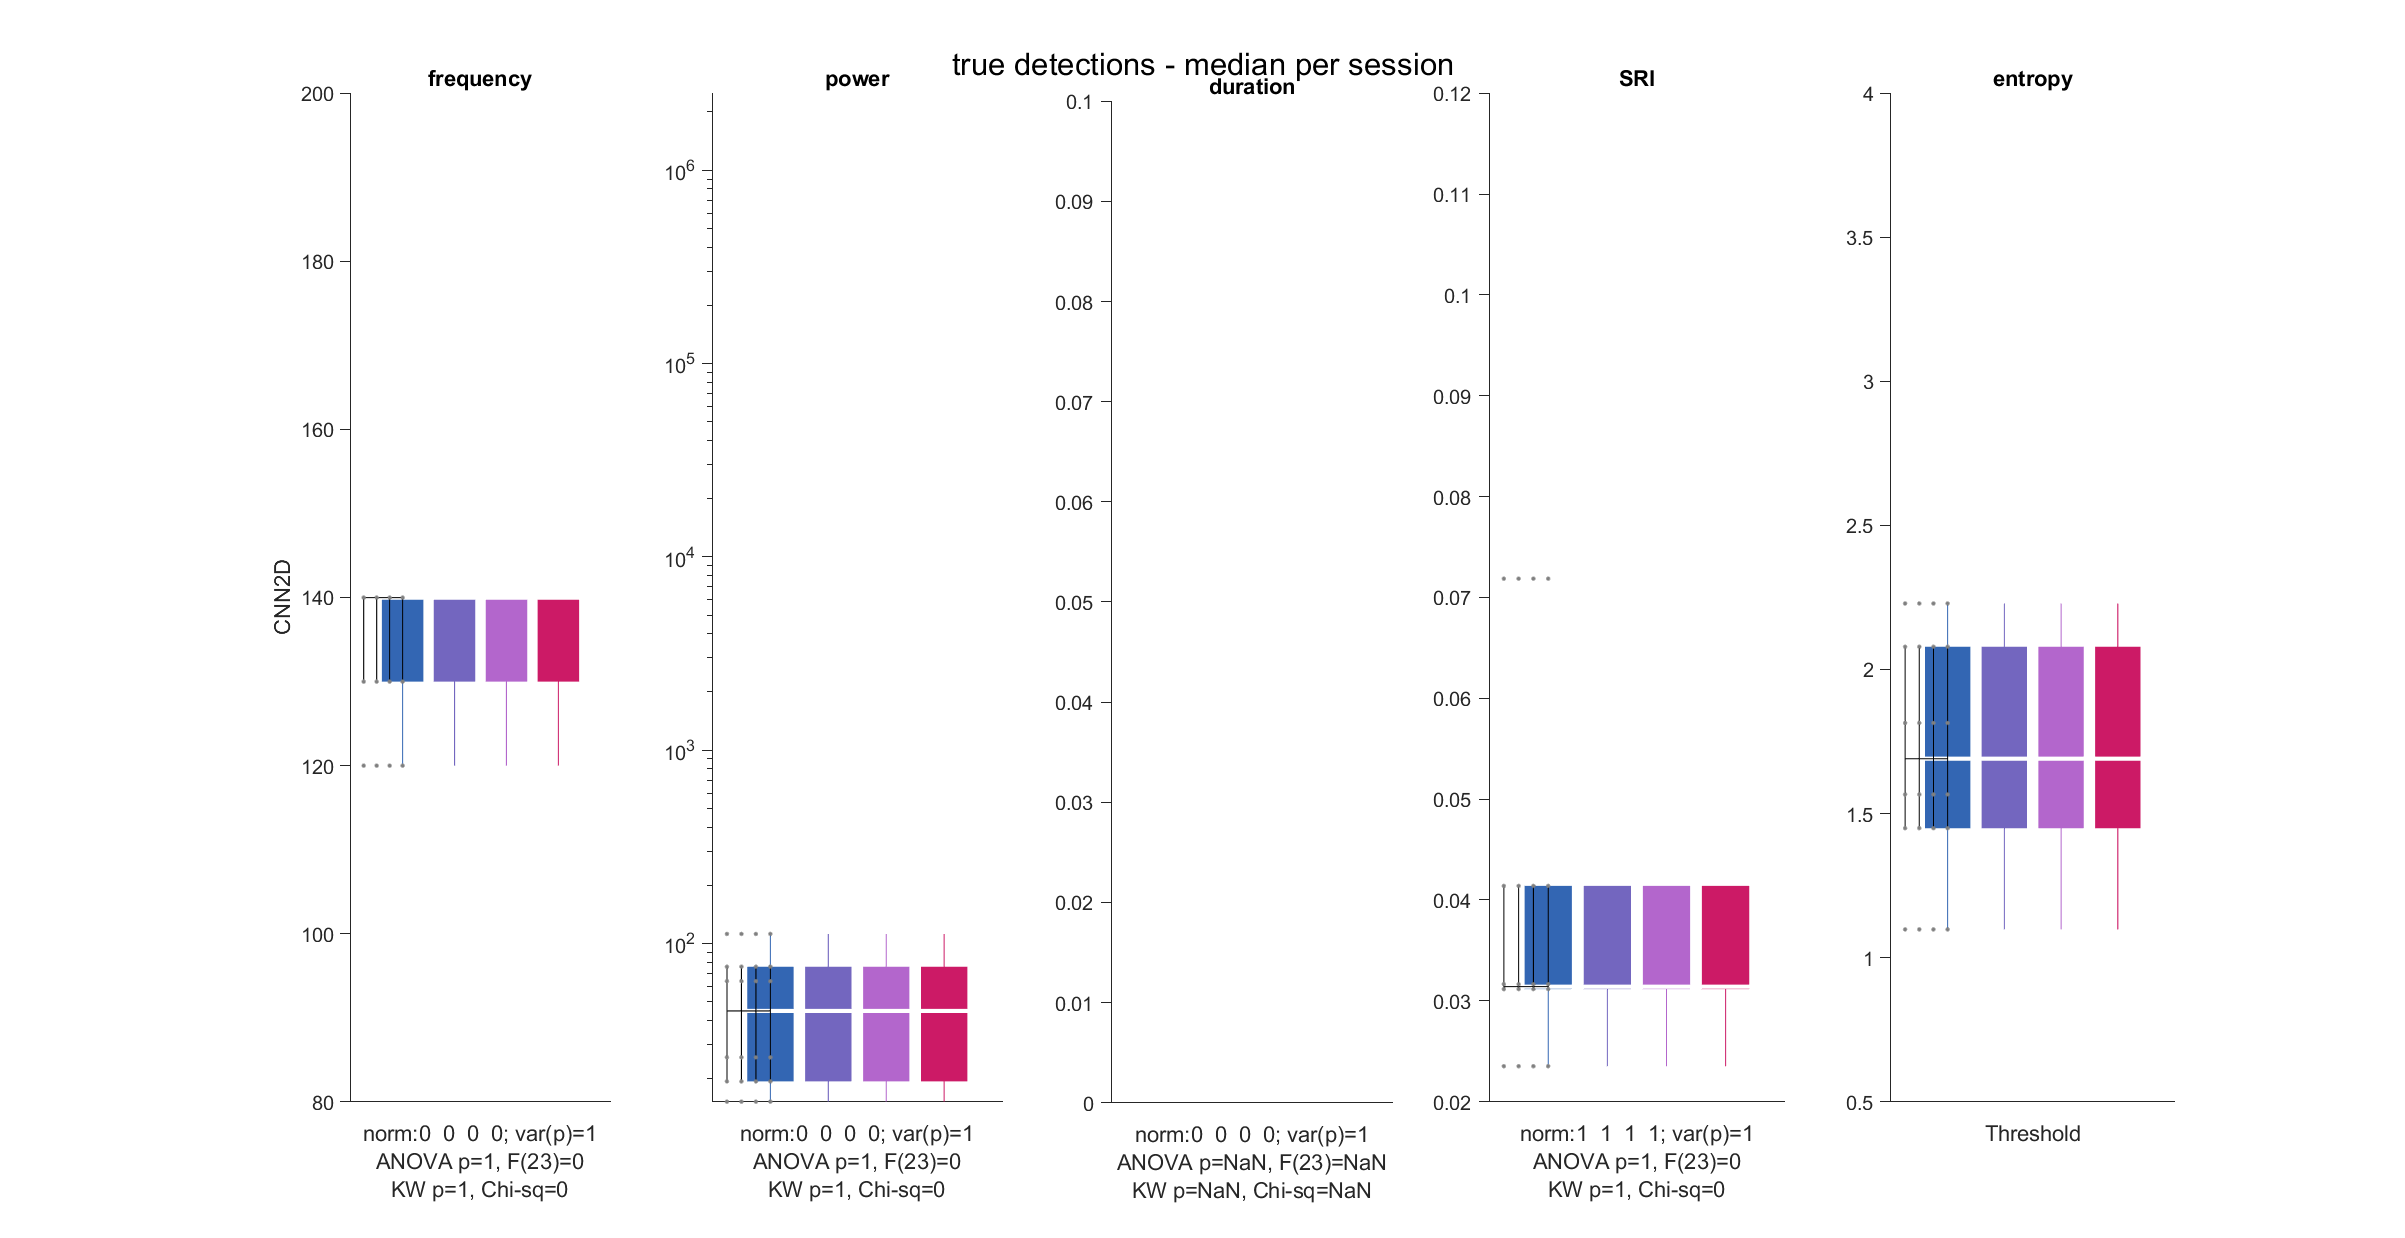 true detections - median per session
frequency
200
180
160
140
120
100
80
CNN2D
norm:0 0 0 0; var(p)=1
ANOVA p=1, F(23)=0
KW p=1, Chi-sq=0
power
10^6
10^5
10^4
10^3
10^2
norm:0 0 0 0; var(p)=1
ANOVA p=1, F(23)=0
KW p=1, Chi-sq=0
duration
0.1
0.09
0.08
0.07
0.06
0.05
0.04
0.03
0.02
0.01
0
norm:0 0 0 0; var(p)=1
ANOVA p=NaN, F(23)=NaN
KW p=NaN, Chi-sq=NaN
SRI
0.12
0.11
0.1
0.09
0.08
0.07
0.06
0.05
0.04
0.03
0.02
norm:1 1 1 1; var(p)=1
ANOVA p=1, F(23)=0
KW p=1, Chi-sq=0
entropy
4
3.5
3
2.5
2
1.5
1
0.5
Threshold